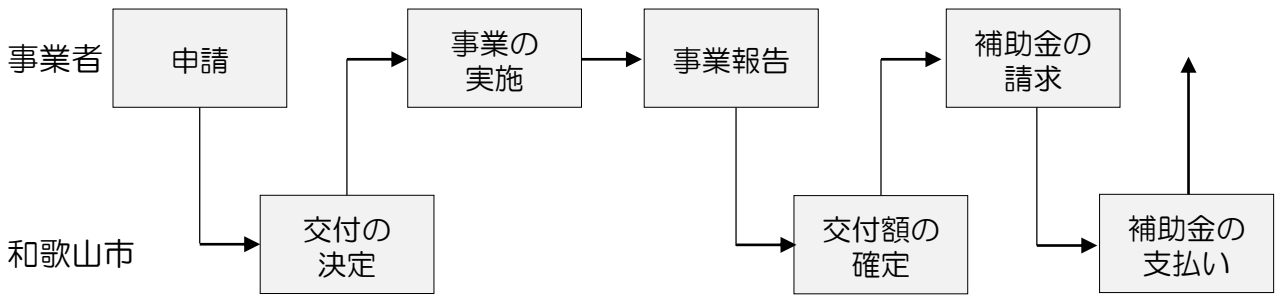 事業者
申請
事業の
実施
事業報告
補助金の
請求
和歌山市
交付の
決定
交付額の
確定
補助金の
支払い